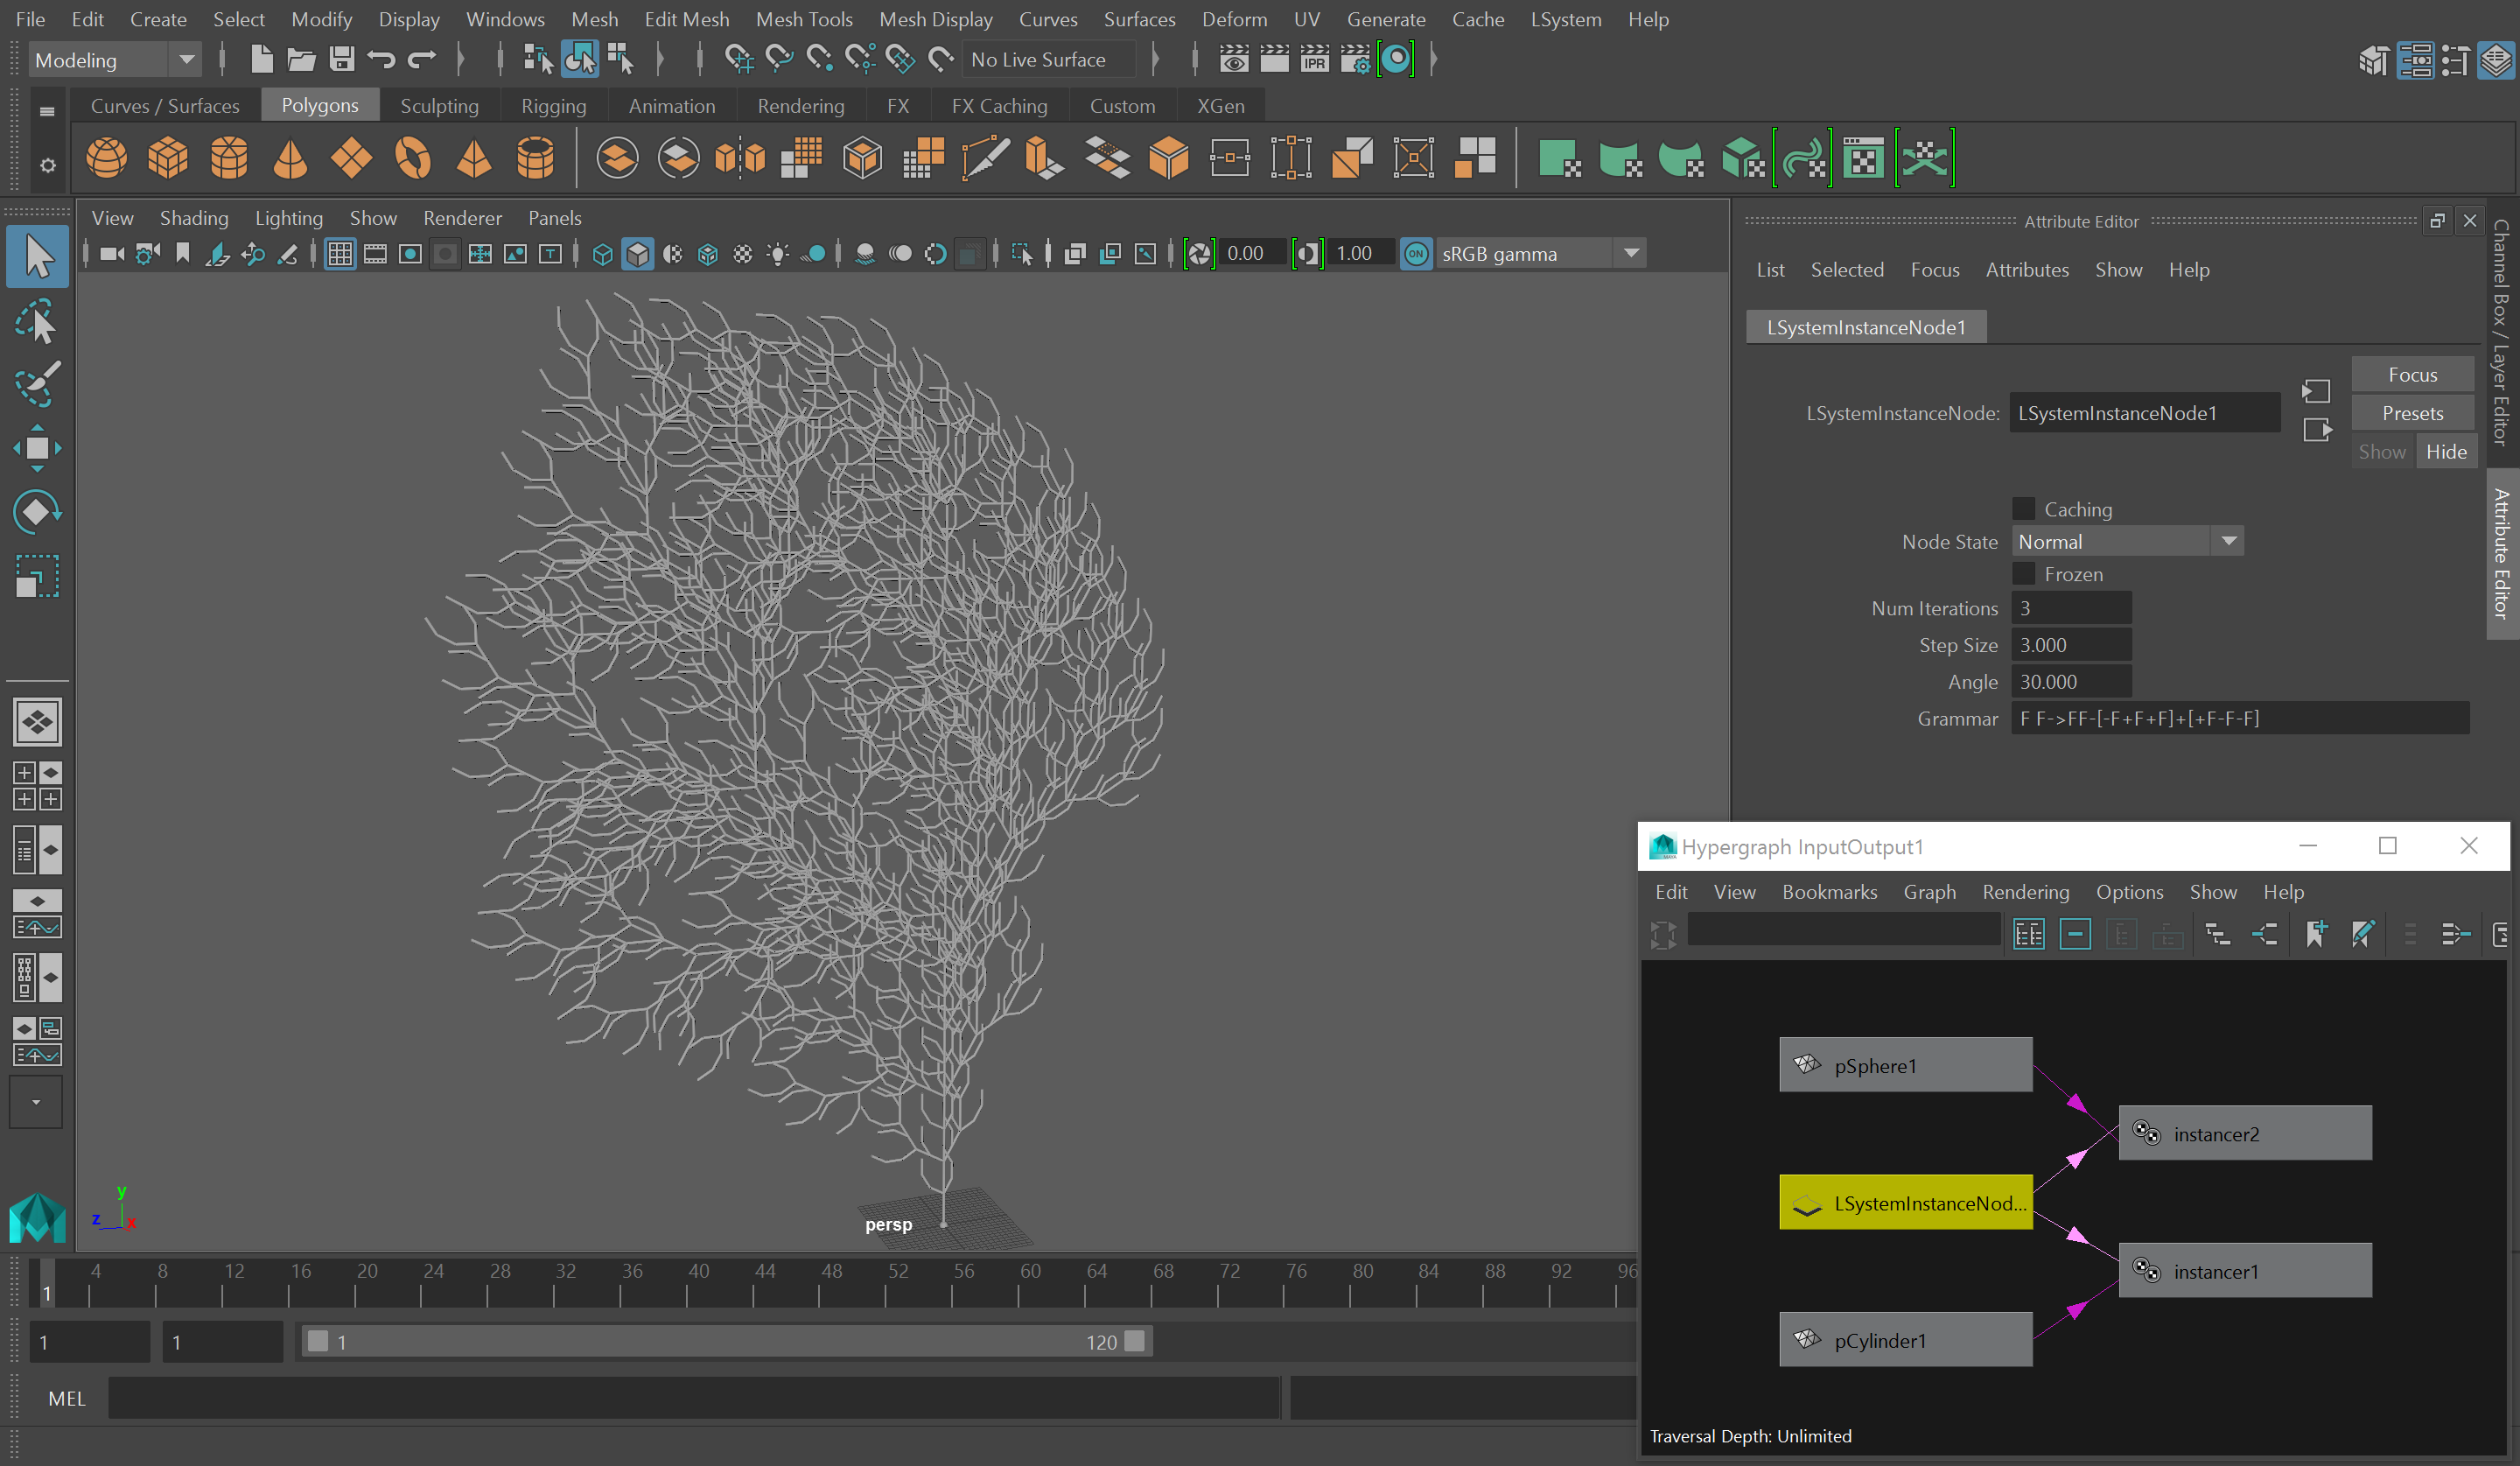 File Edit Create Select Modify Display Windows Mesh Edit Mesh Mesh Tools Mesh Display Curves Surfaces Deform UV Generate Cache LSystem Help
Modeling No Live Surface IPR
Curves / Surfaces Polygons Sculpting Rigging Animation Rendering FX FX Caching Custom XGen
View Shading Lighting Show Renderer Panels
0.00 1.00 ON sRGB gamma
Attribute Editor
List Selected Focus Attributes Show Help
LSystemInstanceNode1
Focus
LSystemInstanceNode: LSystemInstanceNode1 Presets
Show Hide
Caching
Node State Normal
Frozen
Num Iterations 3
Step Size 3.000
Angle 30.000
Grammar F F->FF-[-F+F+F]+[+F-F-F]
Channel Box / Layer Editor
Attribute Editor
Hypergraph InputOutput1
Edit View Bookmarks Graph Rendering Options Show Help
pSphere1
instancer2
LSystemInstanceNod...
instancer1
pCylinder1
Traversal Depth: Unlimited
y
z x
persp
4 8 12 16 20 24 28 32 36 40 44 48 52 56 60 64 68 72 76 80 84 88 92 96
1
1 1 1 120
MEL